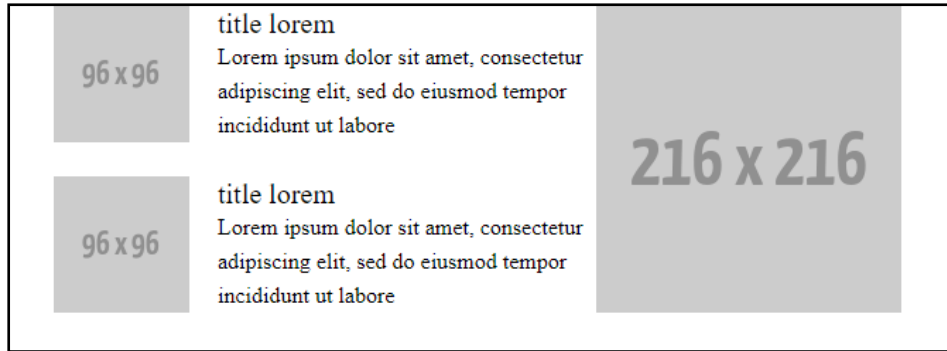 96 x 96
title lorem
Lorem ipsum dolor sit amet, consectetur
adipiscing elit, sed do eiusmod tempor
incididunt ut labore
216 x 216
96 x 96
title lorem
Lorem ipsum dolor sit amet, consectetur
adipiscing elit, sed do eiusmod tempor
incididunt ut labore